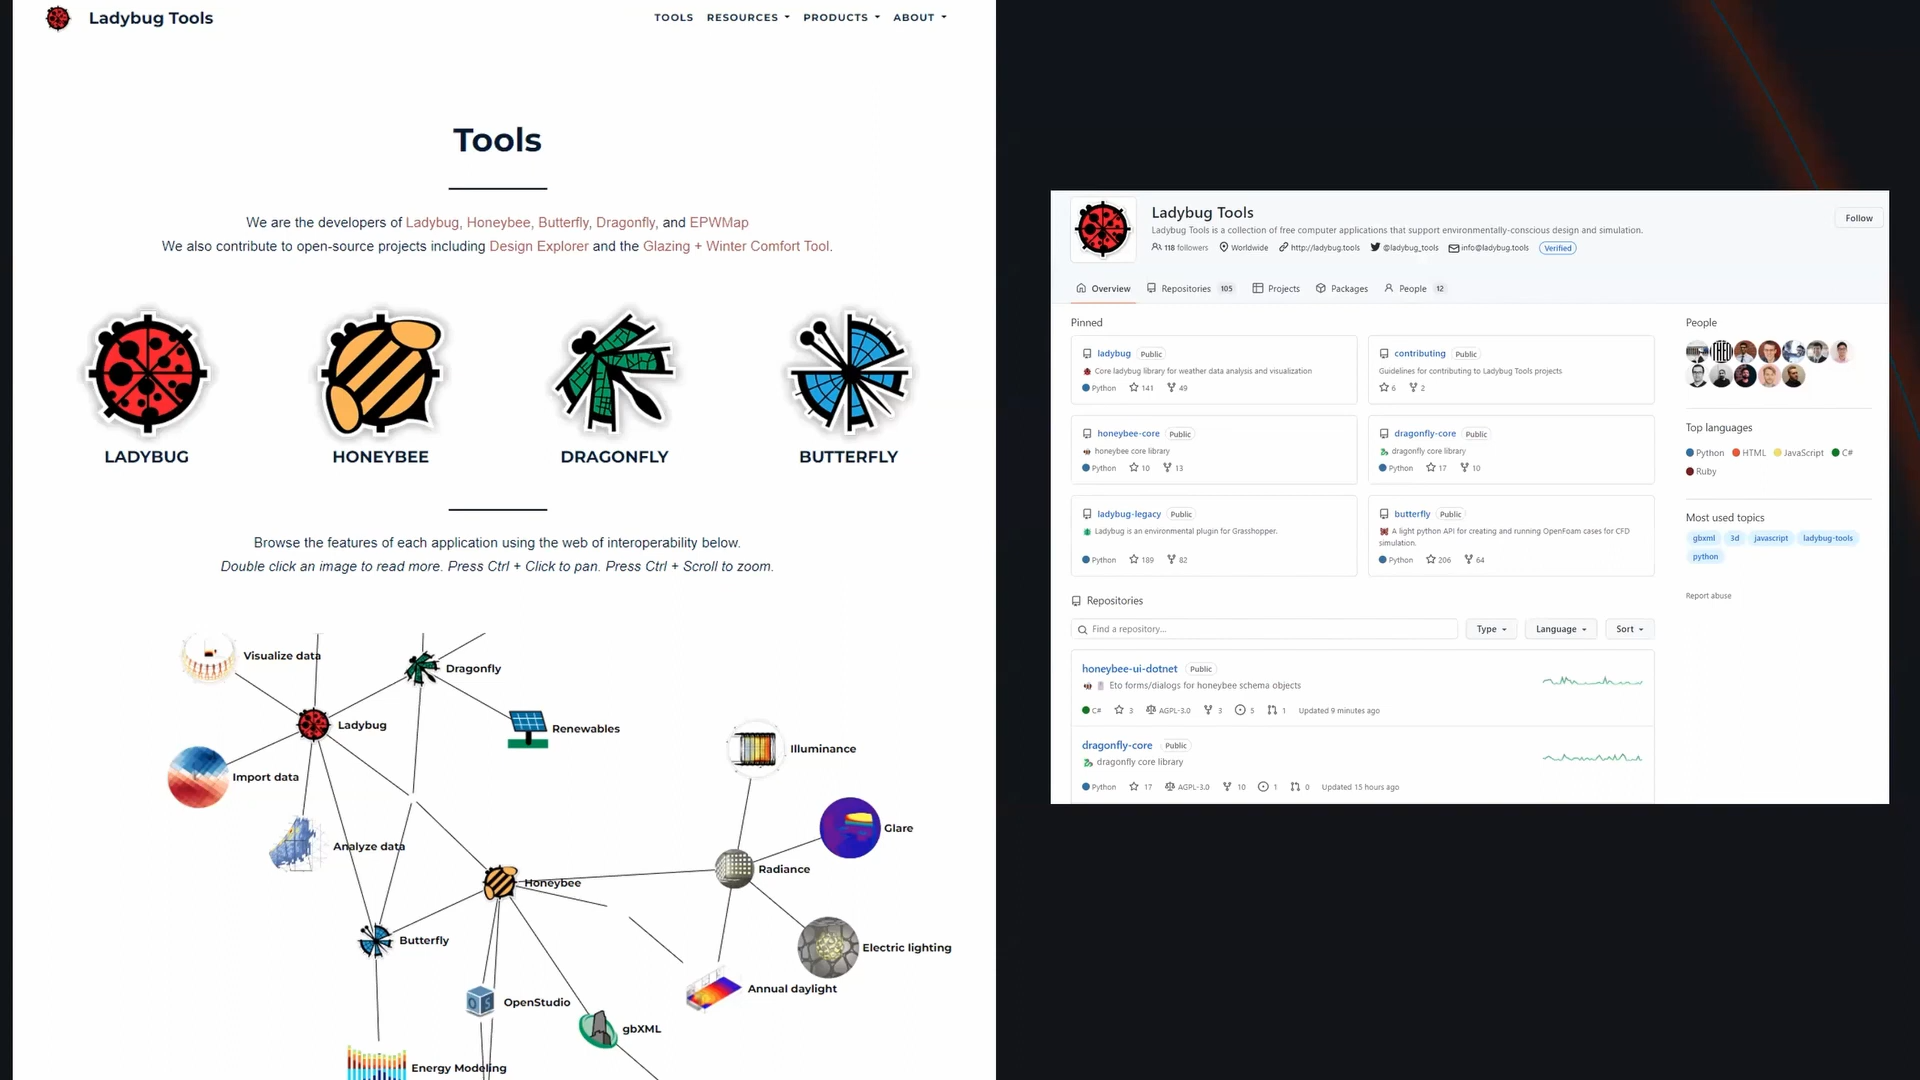 Ladybug Tools
TOOLS RESOURCES PRODUCTS ABOUT
Tools
We are the developers of Ladybug, Honeybee, Butterfly, Dragonfly, and EPWMap
We also contribute to open-source projects including Design Explorer and the Glazing + Winter Comfort Tool.
LADYBUG HONEYBEE DRAGONFLY BUTTERFLY
Browse the features of each application using the web of interoperability below.
Double click an image to read more. Press Ctrl + Click to pan. Press Ctrl + Scroll to zoom.
Visualize data
Dragonfly
Ladybug
Renewables
Illuminance
Import data
Glare
Analyze data
Radiance
Honeybee
Butterfly
Electric lighting
Annual daylight
OpenStudio
gbXML
Energy Modeling
Ladybug Tools
Ladybug Tools is a collection of free computer applications that support environmentally-conscious design and simulation.
Follow
118 followers Worldwide http://ladybug.tools @ladybug_tools info@ladybug.tools Verified
Overview Repositories 105 Projects Packages People 12
Pinned
ladybug Public
Core ladybug library for weather data analysis and visualization
Python 141 49
contributing Public
Guidelines for contributing to Ladybug Tools projects
6 2
honeybee-core Public
honeybee core library
Python 10 13
dragonfly-core Public
dragonfly core library
Python 17 10
ladybug-legacy Public
Ladybug is an environmental plugin for Grasshopper.
Python 189 82
butterfly Public
A light python API for creating and running OpenFoam cases for CFD
simulation.
Python 206 64
Repositories
Find a repository... Type Language Sort
honeybee-ui-dotnet Public
Eto forms/dialogs for honeybee schema objects
C# 3 AGPL-3.0 3 5 1 Updated 9 minutes ago
dragonfly-core Public
dragonfly core library
Python 17 AGPL-3.0 10 1 0 Updated 15 hours ago
People
THEO
Top languages
Python HTML JavaScript C#
Ruby
Most used topics
gbxml 3d javascript ladybug-tools
python
Report abuse